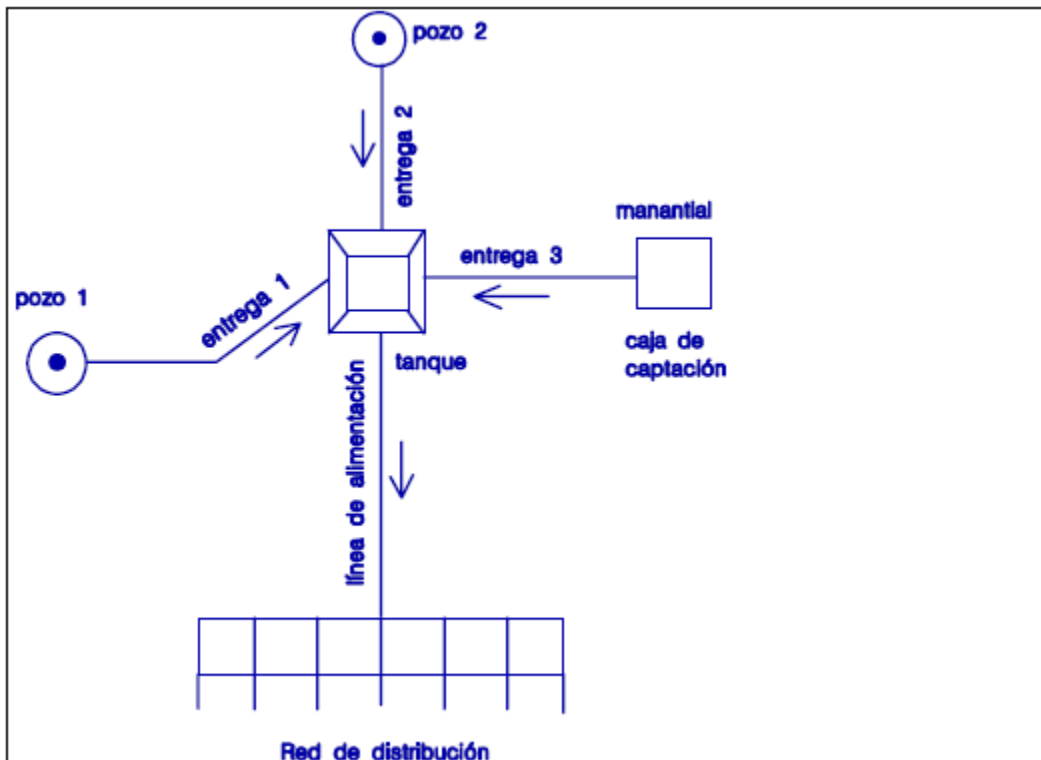 pozo 2
entrega 2
manantial
entrega 3
pozo 1
entrega 1
caja de
captación
tanque
línea de alimentación
Red de distribución